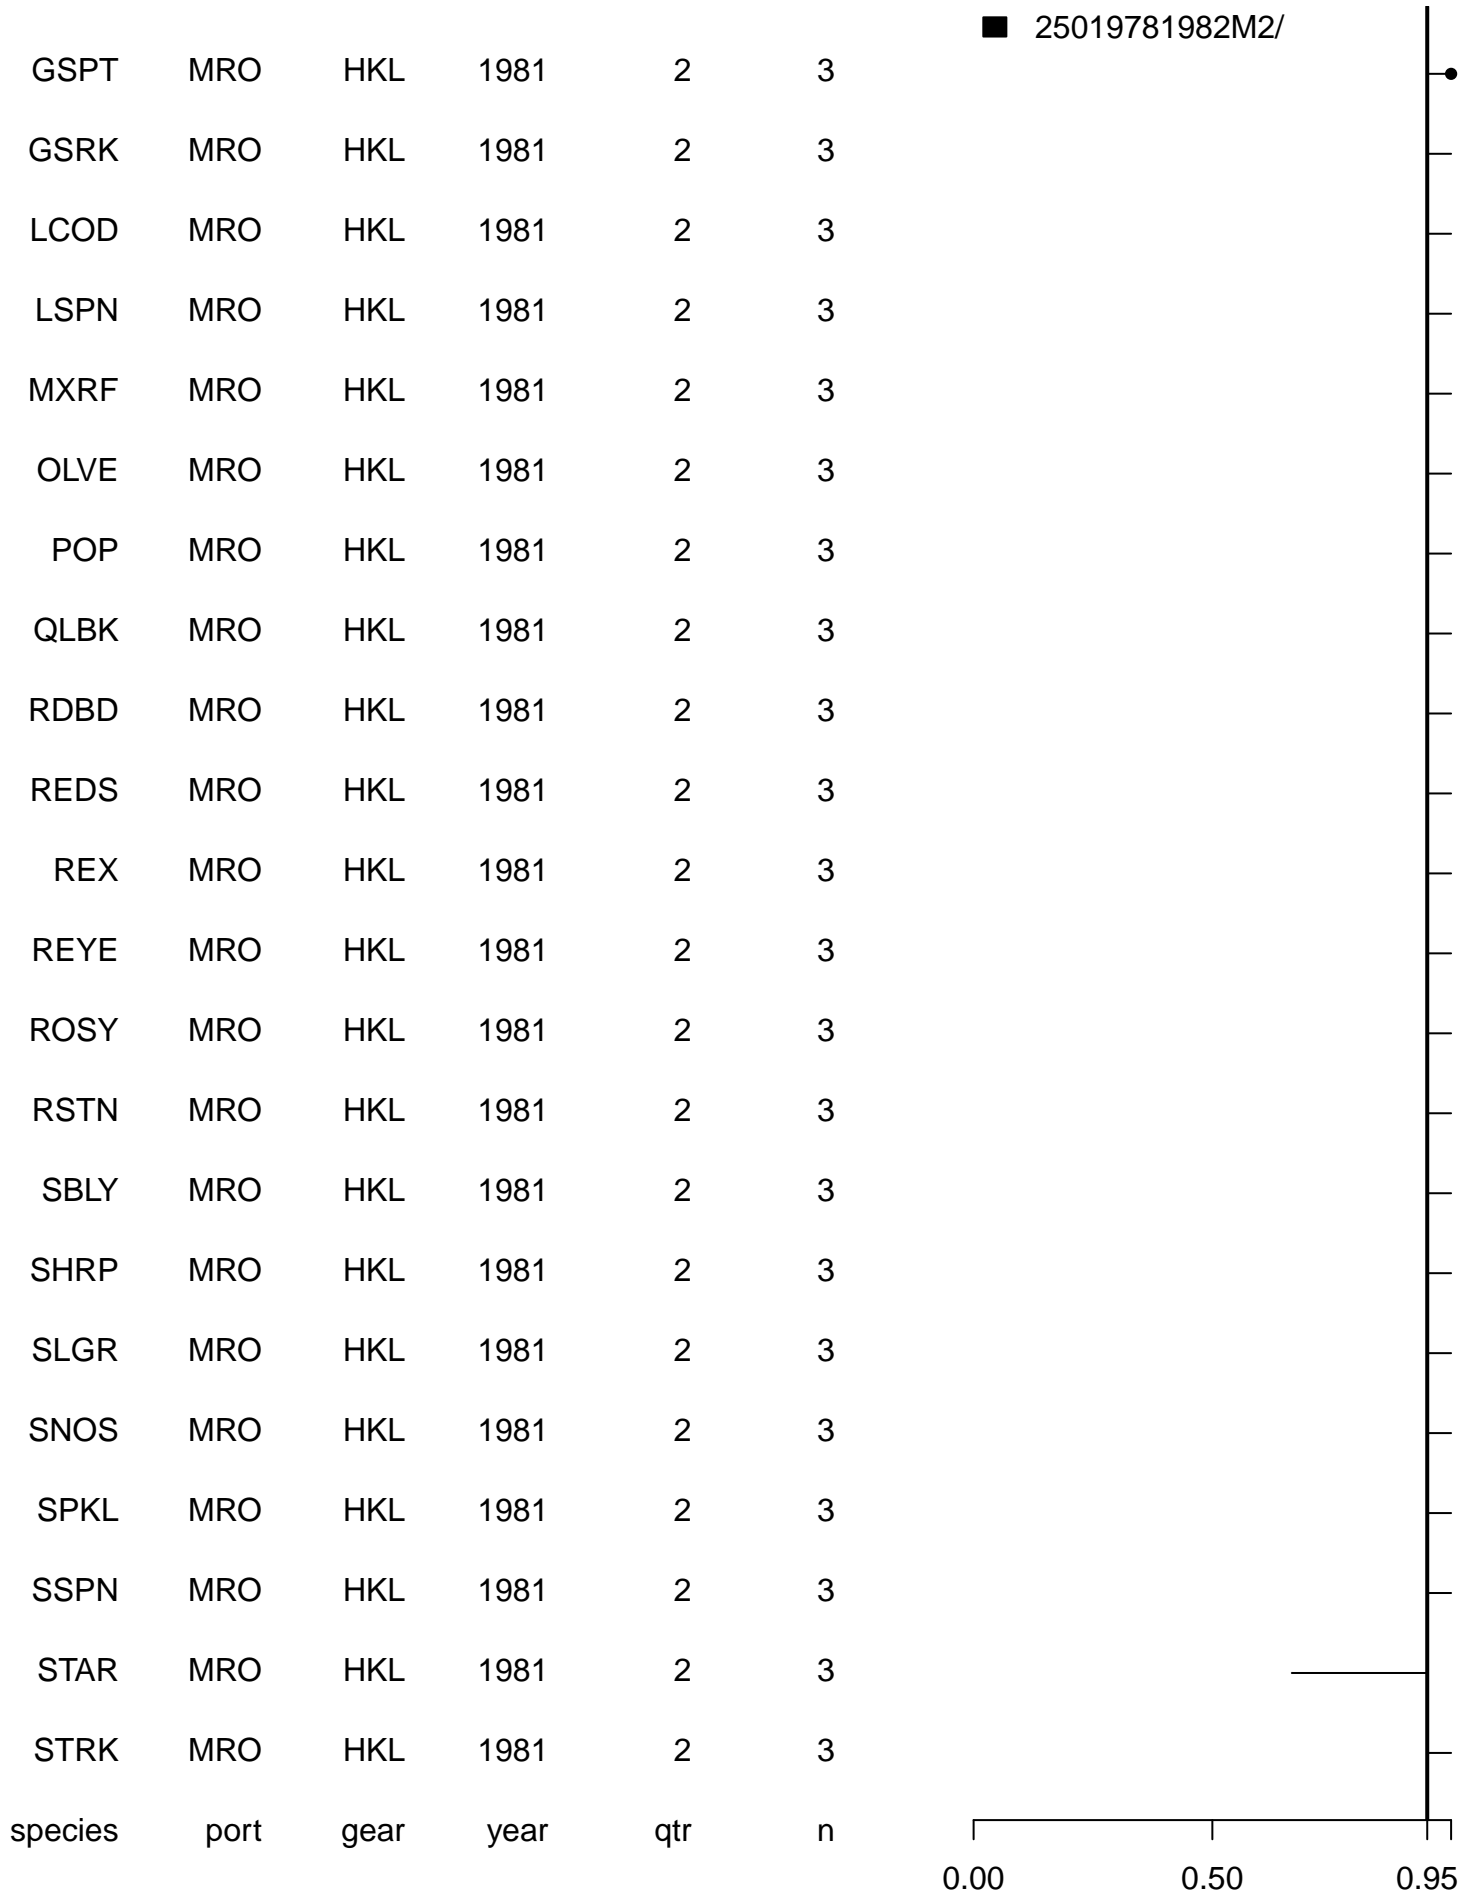 25019781982M2/
GSPT MRO HKL 1981 2 3
GSRK MRO HKL 1981 2 3
LCOD MRO HKL 1981 2 3
LSPN MRO HKL 1981 2 3
MXRF MRO HKL 1981 2 3
OLVE MRO HKL 1981 2 3
POP MRO HKL 1981 2 3
QLBK MRO HKL 1981 2 3
RDBD MRO HKL 1981 2 3
REDS MRO HKL 1981 2 3
REX MRO HKL 1981 2 3
REYE MRO HKL 1981 2 3
ROSY MRO HKL 1981 2 3
RSTN MRO HKL 1981 2 3
SBLY MRO HKL 1981 2 3
SHRP MRO HKL 1981 2 3
SLGR MRO HKL 1981 2 3
SNOS MRO HKL 1981 2 3
SPKL MRO HKL 1981 2 3
SSPN MRO HKL 1981 2 3
STAR MRO HKL 1981 2 3
STRK MRO HKL 1981 2 3
species port gear year qtr n
0.00 0.50 0.95